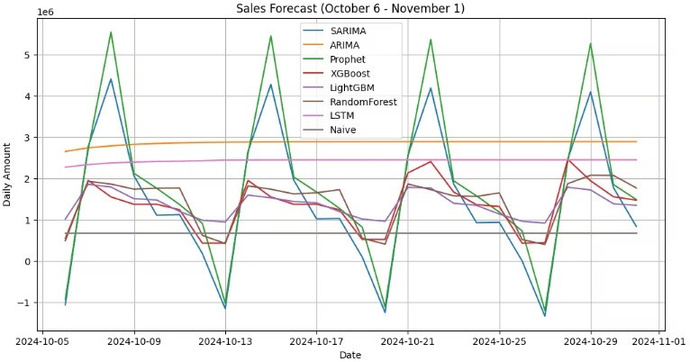 Sales Forecast (October 6 - November 1)
1e6
SARIMA
ARIMA
Prophet
XGBoost
LightGBM
RandomForest
LSTM
Naive
Daily Amount
5
4
3
2
1
0
−1
2024-10-05 2024-10-09 2024-10-13 2024-10-17 2024-10-21 2024-10-25 2024-10-29 2024-11-01
Date